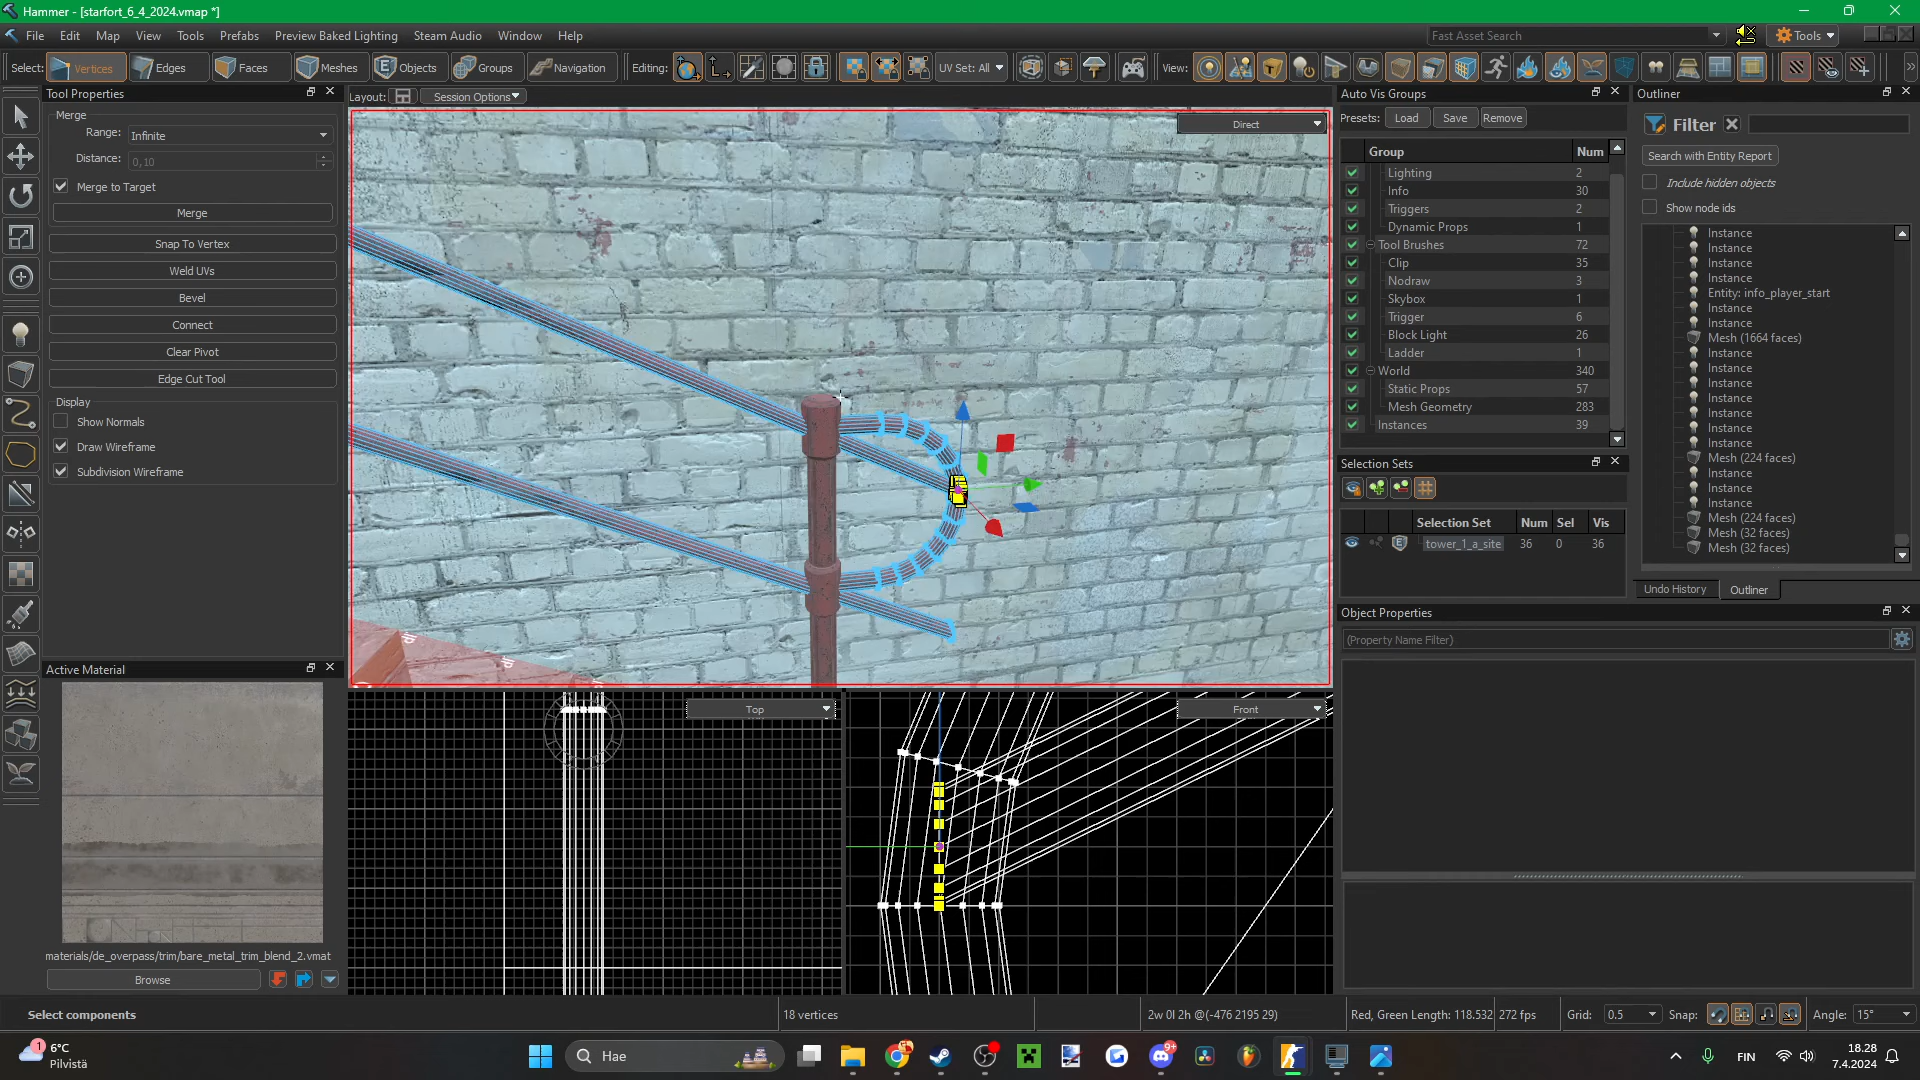 Hammer - [starfort_6_4_2024.vmap *]
File Edit Map View Tools Prefabs Preview Baked Lighting Steam Audio Window Help
Fast Asset Search
Tools
Select: Vertices Edges Faces Meshes Objects Groups Navigation Editing: UV Set: All View:
Tool Properties
Merge
Range: Infinite
Distance: 0,10
Merge to Target
Merge
Snap To Vertex
Weld UVs
Bevel
Connect
Clear Pivot
Edge Cut Tool
Display
Show Normals
Draw Wireframe
Subdivision Wireframe
Active Material
materials/de_overpass/trim/bare_metal_trim_blend_2.vmat
Browse
Layout: Session Options
Direct
Top
Front
Auto Vis Groups
Presets: Load Save Remove
Group Num
Lighting 2
Info 30
Triggers 2
Dynamic Props 1
Tool Brushes 72
Clip 35
Nodraw 3
Skybox 1
Trigger 6
Block Light 26
Ladder 1
World 340
Static Props 57
Mesh Geometry 283
Instances 39
Selection Sets
Selection Set Num Sel Vis
tower_1_a_site 36 0 36
Outliner
Filter
Search with Entity Report
Include hidden objects
Show node ids
Instance
Instance
Instance
Instance
Entity: info_player_start
Instance
Instance
Mesh (1664 faces)
Instance
Instance
Instance
Instance
Instance
Instance
Instance
Mesh (224 faces)
Instance
Instance
Instance
Mesh (224 faces)
Mesh (32 faces)
Mesh (32 faces)
Undo History Outliner
Object Properties
(Property Name Filter)
Select components
18 vertices
2w 0l 2h @(-476 2195 29)
Red, Green Length: 118.532
272 fps
Grid: 0.5
Snap:
Angle: 15°
1
6°C
Pilvistä
Hae
9+
FIN
18.28
7.4.2024